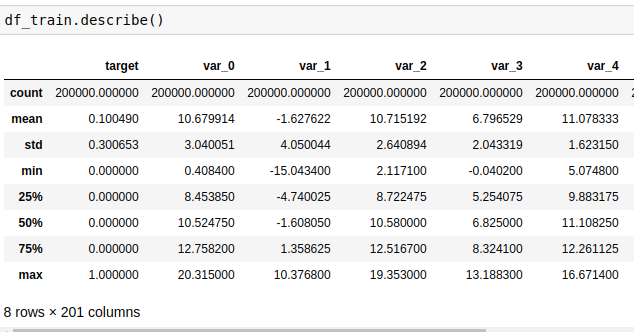 df_train.describe()
target var_0 var_1 var_2 var_3 var_4
count 200000.000000 200000.000000 200000.000000 200000.000000 200000.000000 200000.000000
mean 0.100490 10.679914 -1.627622 10.715192 6.796529 11.078333
std 0.300653 3.040051 4.050044 2.640894 2.043319 1.623150
min 0.000000 0.408400 -15.043400 2.117100 -0.040200 5.074800
25% 0.000000 8.453850 -4.740025 8.722475 5.254075 9.883175
50% 0.000000 10.524750 -1.608050 10.580000 6.825000 11.108250
75% 0.000000 12.758200 1.358625 12.516700 8.324100 12.261125
max 1.000000 20.315000 10.376800 19.353000 13.188300 16.671400
8 rows × 201 columns